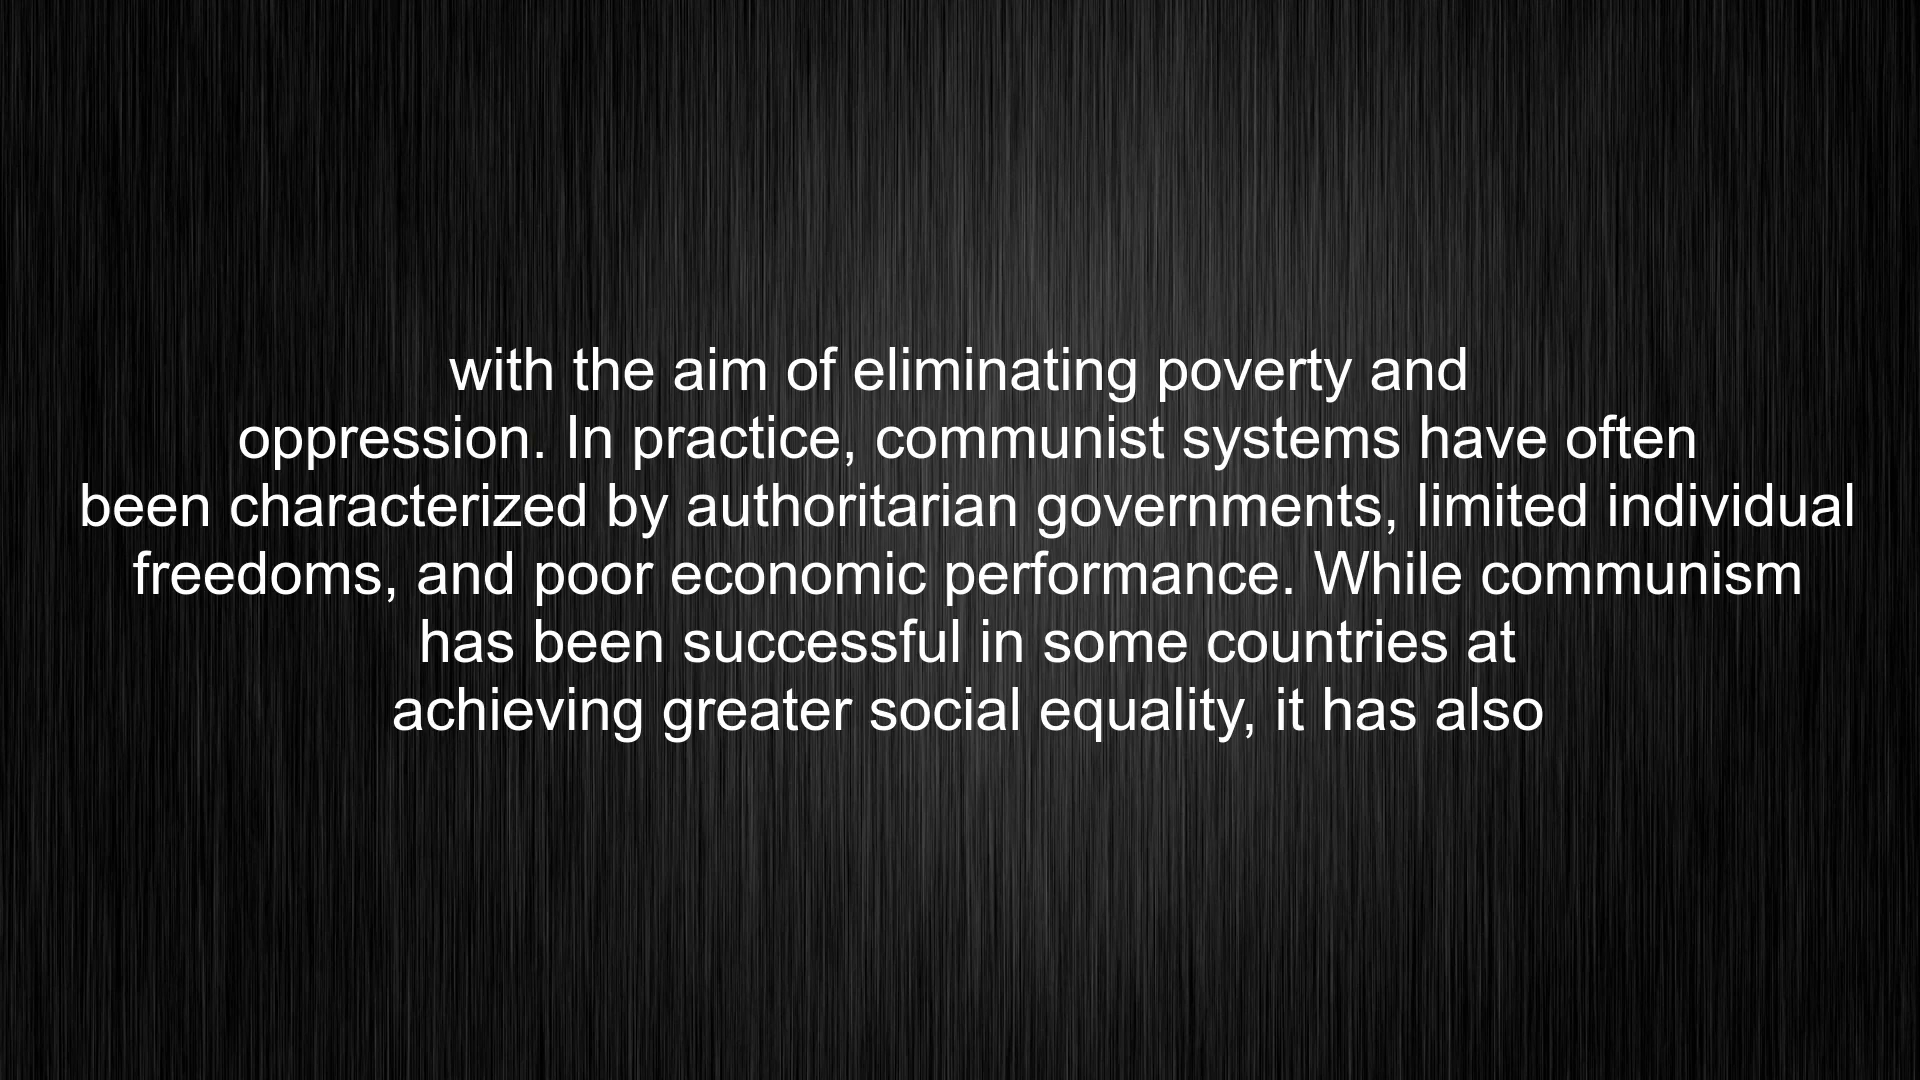 with the aim of eliminating poverty and
oppression. In practice, communist systems have often
been characterized by authoritarian governments, limited individual
freedoms, and poor economic performance. While communism
has been successful in some countries at
achieving greater social equality, it has also